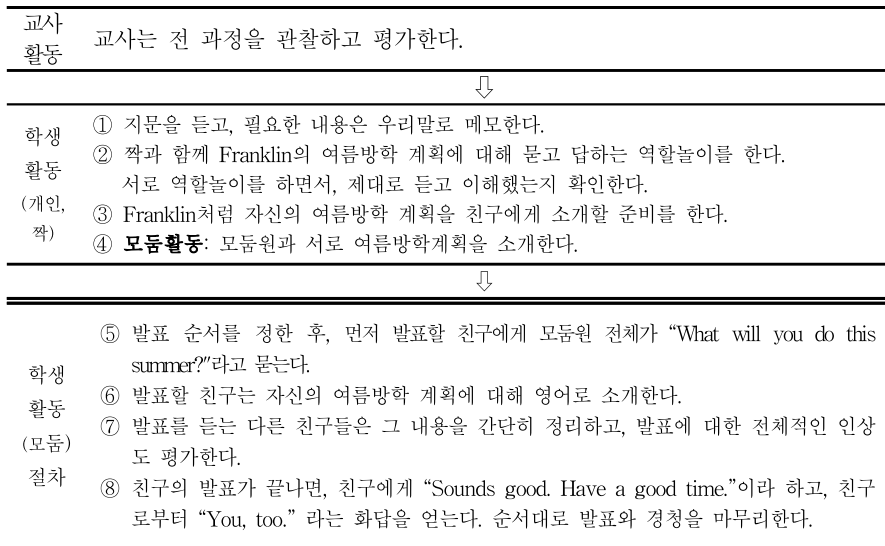 교사
활동
교사는 전 과정을 관찰하고 평가한다.
⇩
학생
활동
(개인,
짝)
① 지문을 듣고, 필요한 내용은 우리말로 메모한다.
② 짝과 함께 Franklin의 여름방학 계획에 대해 묻고 답하는 역할놀이를 한다.
서로 역할놀이를 하면서, 제대로 듣고 이해했는지 확인한다.
③ Franklin처럼 자신의 여름방학 계획을 친구에게 소개할 준비를 한다.
④ 모둠활동: 모둠원과 서로 여름방학계획을 소개한다.
⇩
학생
활동
(모둠)
절차
⑤ 발표 순서를 정한 후, 먼저 발표할 친구에게 모둠원 전체가 “What will you do this
summer?"라고 묻는다.
⑥ 발표할 친구는 자신의 여름방학 계획에 대해 영어로 소개한다.
⑦ 발표를 듣는 다른 친구들은 그 내용을 간단히 정리하고, 발표에 대한 전체적인 인상
도 평가한다.
⑧ 친구의 발표가 끝나면, 친구에게 “Sounds good. Have a good time.”이라 하고, 친구
로부터 “You, too.” 라는 화답을 얻는다. 순서대로 발표와 경청을 마무리한다.